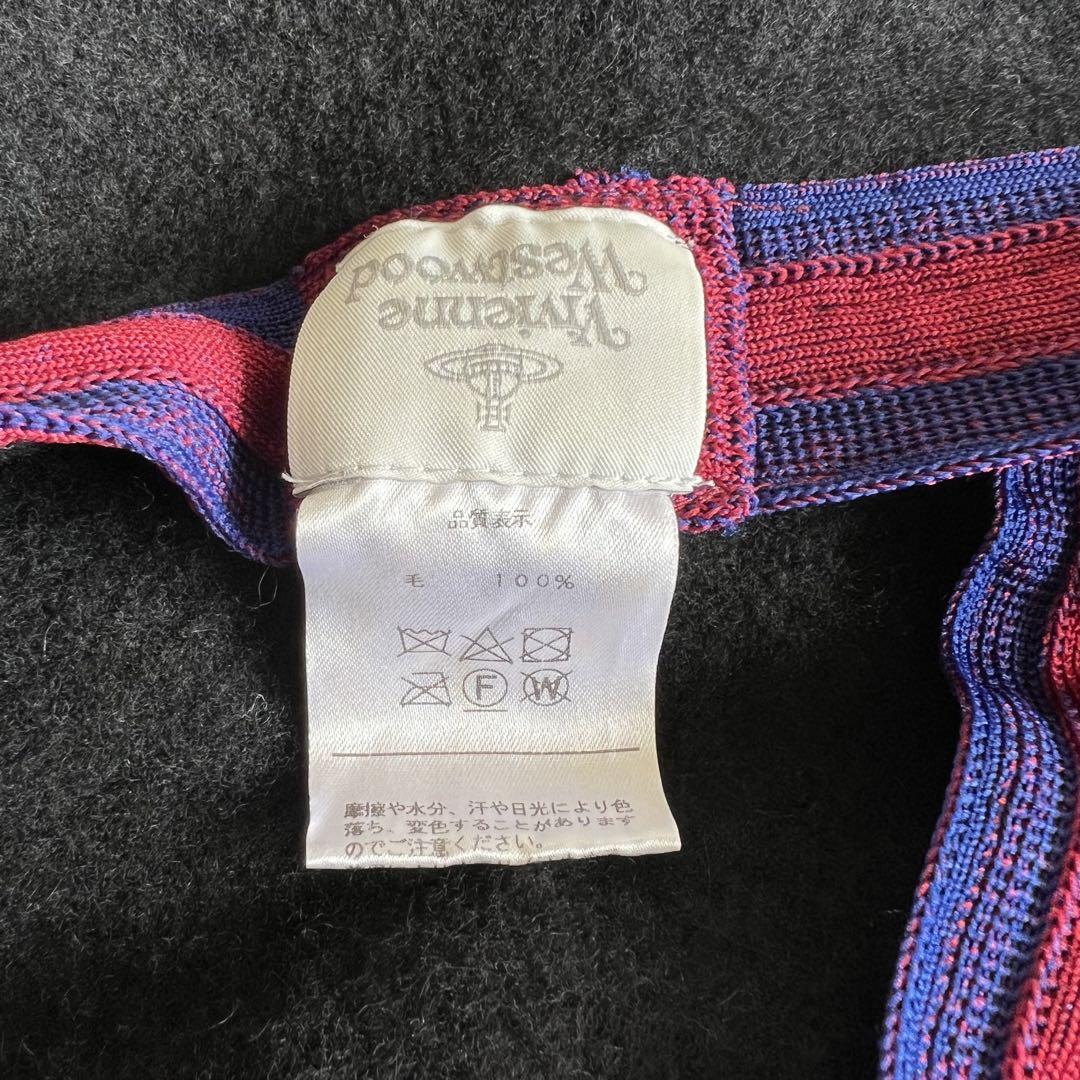 Vivienne
Westwood
品質表示
毛 100%
F W
摩擦や水分、汗や日光により色
落ち、変色することがあります
のでご注意ください。